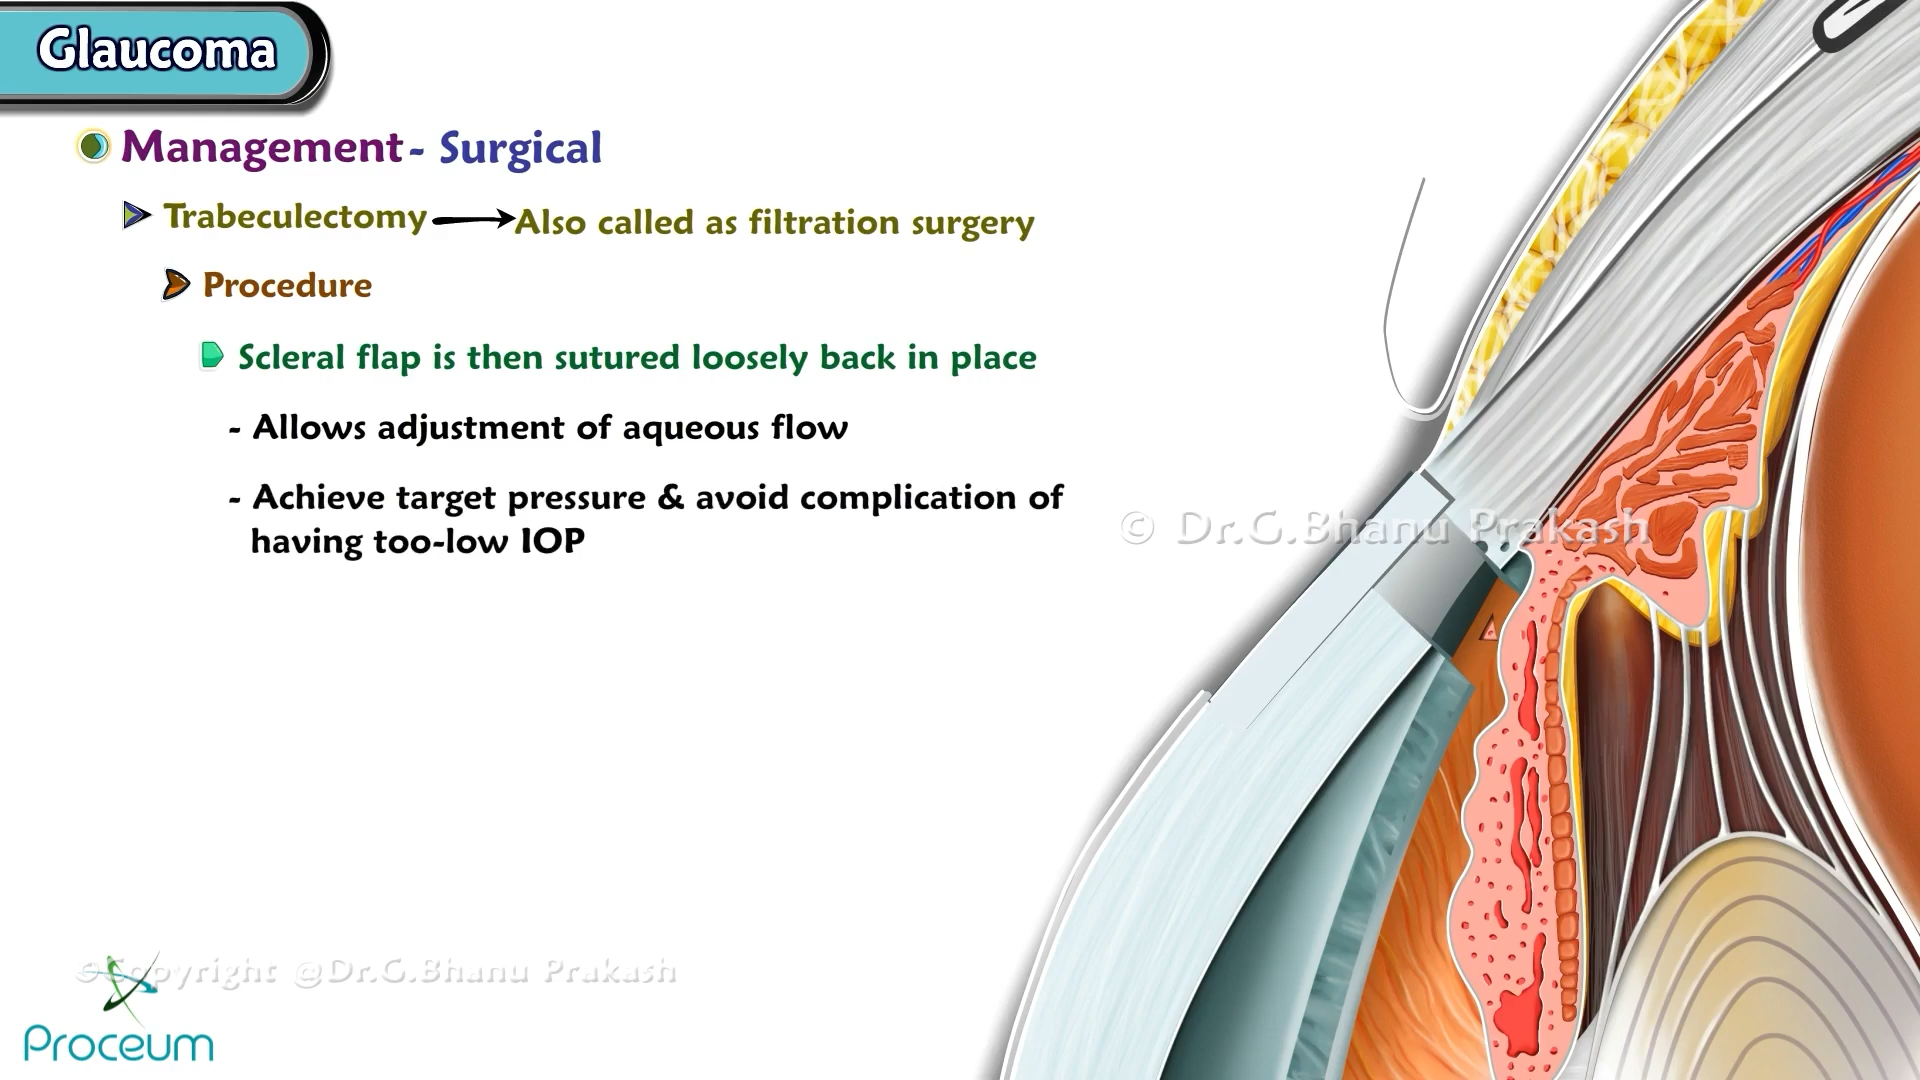 Glaucoma
Management - Surgical
Trabeculectomy Also called as filtration surgery
Procedure
Scleral flap is then sutured loosely back in place
- Allows adjustment of aqueous flow
- Achieve target pressure & avoid complication of
having too-low IOP
© Dr.G.Bhanu Prakash
©Copyright @Dr.G.Bhanu Prakash
Proceum